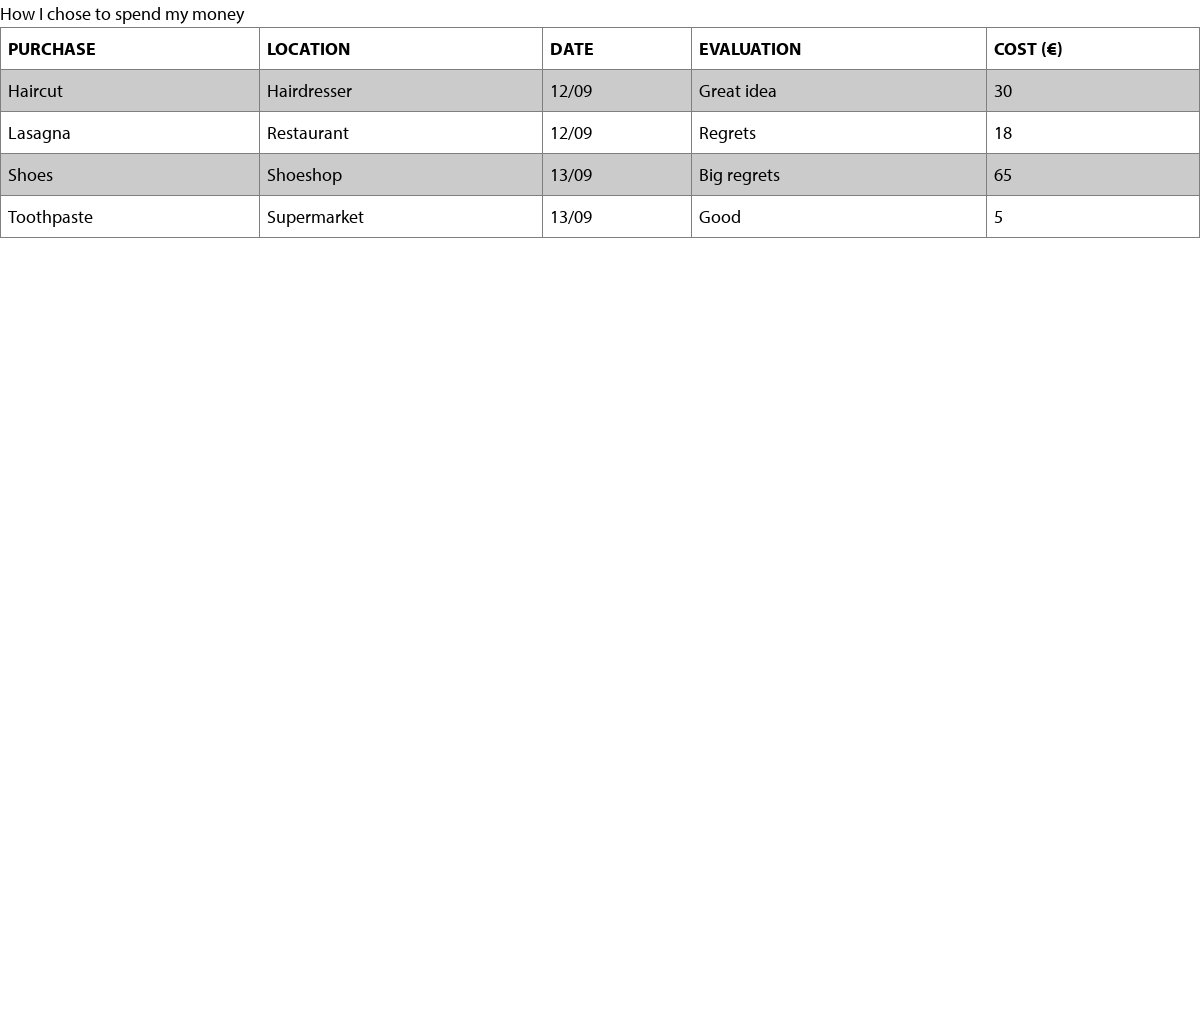 How I chose to spend my money
PURCHASE LOCATION DATE EVALUATION COST (€)
Haircut Hairdresser 12/09 Great idea 30
Lasagna Restaurant 12/09 Regrets 18
Shoes Shoeshop 13/09 Big regrets 65
Toothpaste Supermarket 13/09 Good 5